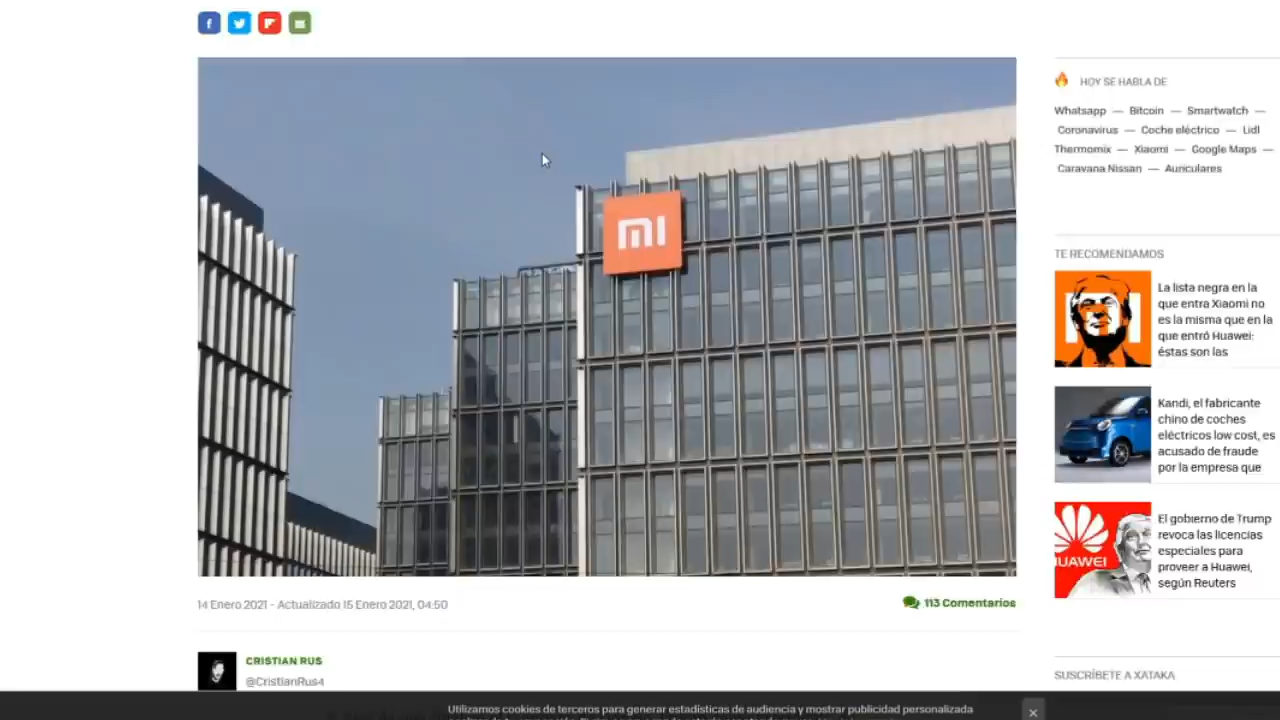 mi
14 Enero 2021 - Actualizado 15 Enero 2021, 04:50
113 Comentarios
CRISTIAN RUS
@CristianRus4
HOY SE HABLA DE
Whatsapp — Bitcoin — Smartwatch —
Coronavirus — Coche eléctrico — Lidl
Thermomix — Xiaomi — Google Maps —
Caravana Nissan — Auriculares
TE RECOMENDAMOS
La lista negra en la
que entra Xiaomi no
es la misma que en la
que entró Huawei:
éstas son las
Kandi, el fabricante
chino de coches
eléctricos low cost, es
acusado de fraude
por la empresa que
HUAWEI
El gobierno de Trump
revoca las licencias
especiales para
proveer a Huawei,
según Reuters
SUSCRÍBETE A XATAKA
Utilizamos cookies de terceros para generar estadísticas de audiencia y mostrar publicidad personalizada